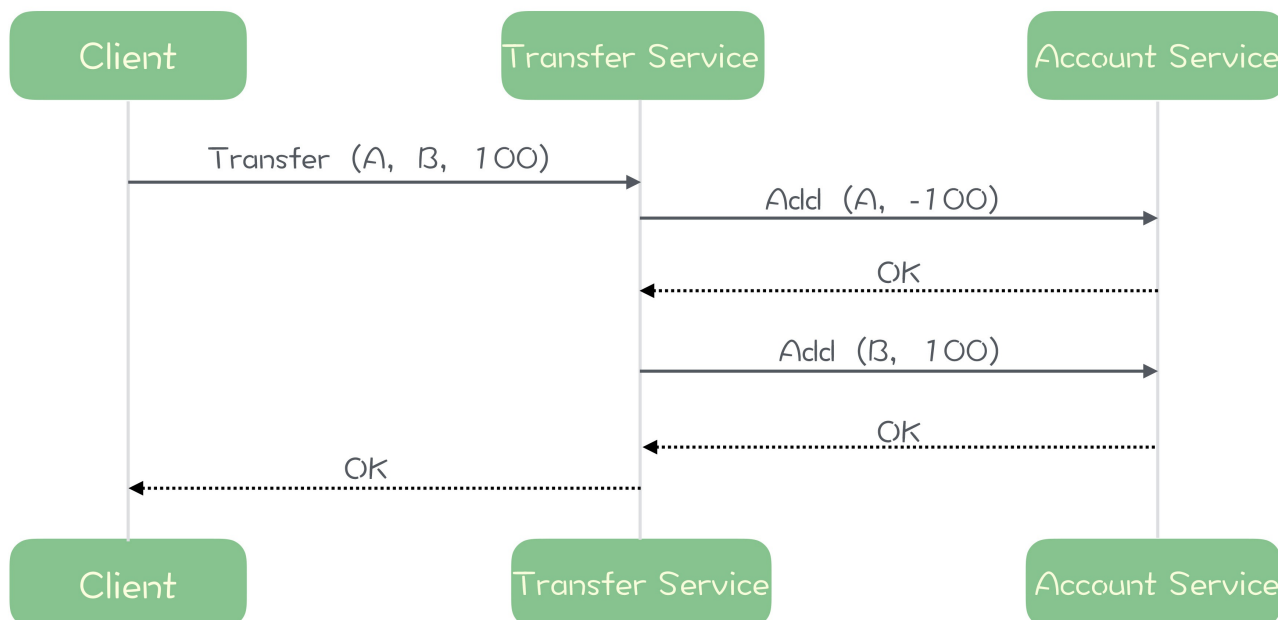 Client
Transfer Service
Account Service
Transfer (A, B, 100)
Add (A, -100)
OK
Add (B, 100)
OK
OK
Client
Transfer Service
Account Service